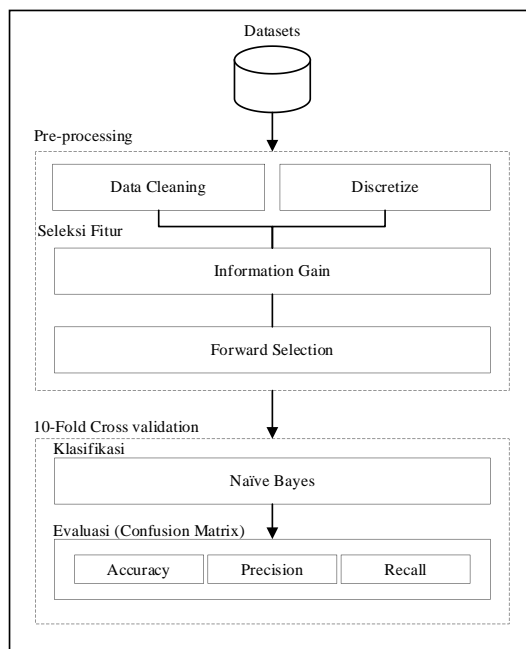 Datasets
Pre-processing
Data Cleaning
Discretize
Seleksi Fitur
Information Gain
Forward Selection
10-Fold Cross validation
Klasifikasi
Naïve Bayes
Evaluasi (Confusion Matrix)
Accuracy
Precision
Recall